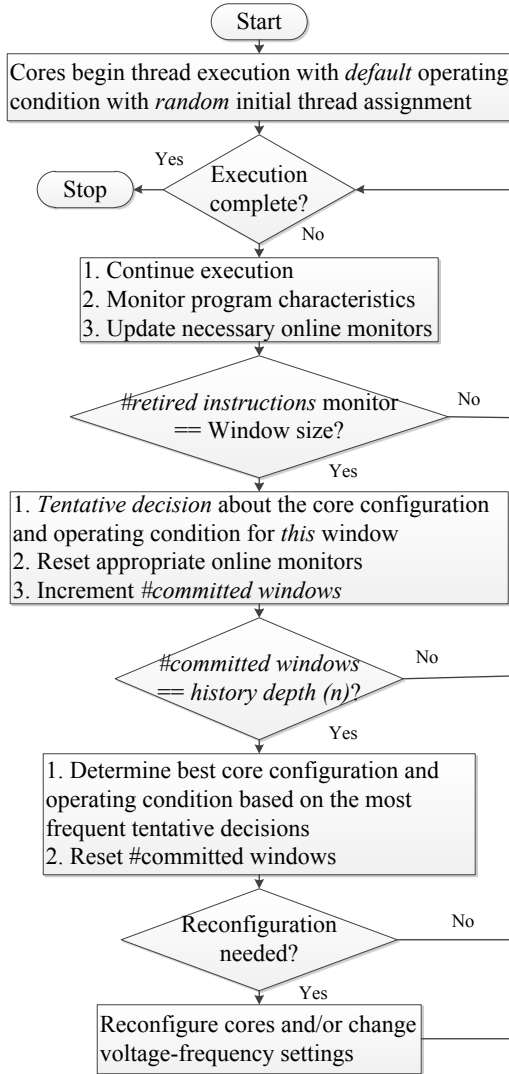 Start
Cores begin thread execution with default operating
condition with random initial thread assignment
Yes
Stop
Execution
complete?
No
1. Continue execution
2. Monitor program characteristics
3. Update necessary online monitors
#retired instructions monitor
== Window size?
No
Yes
1. Tentative decision about the core configuration
and operating condition for this window
2. Reset appropriate online monitors
3. Increment #committed windows
#committed windows
== history depth (n)?
No
Yes
1. Determine best core configuration and
operating condition based on the most
frequent tentative decisions
2. Reset #committed windows
Reconfiguration
needed?
No
Yes
Reconfigure cores and/or change
voltage-frequency settings